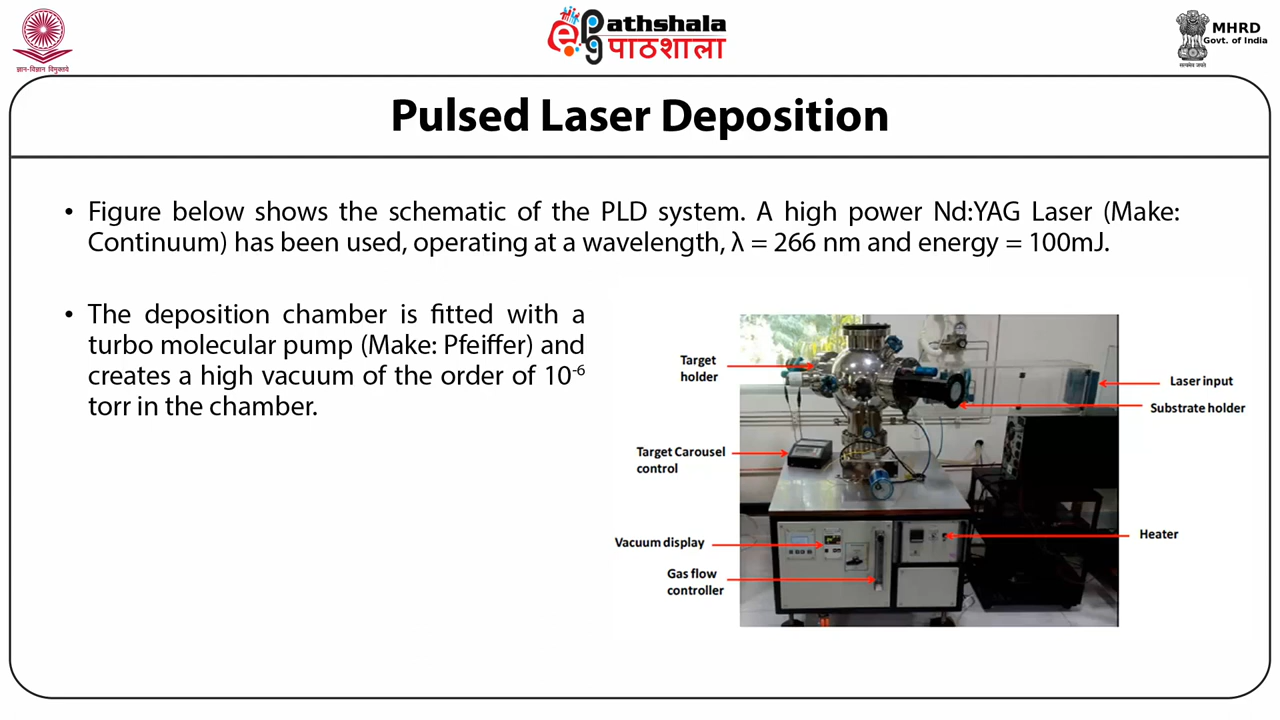 ज्ञान-विज्ञान विमुक्तये
Pathshala
पाठशाला
MHRD
Govt. of India
सत्यमेव जयते
Pulsed Laser Deposition
• Figure below shows the schematic of the PLD system. A high power Nd:YAG Laser (Make:
Continuum) has been used, operating at a wavelength, λ = 266 nm and energy = 100mJ.
• The deposition chamber is fitted with a
turbo molecular pump (Make: Pfeiffer) and
creates a high vacuum of the order of 10⁻⁶
torr in the chamber.
Target
holder
Laser input
Substrate holder
Target Carousel
control
Vacuum display
Heater
Gas flow
controller